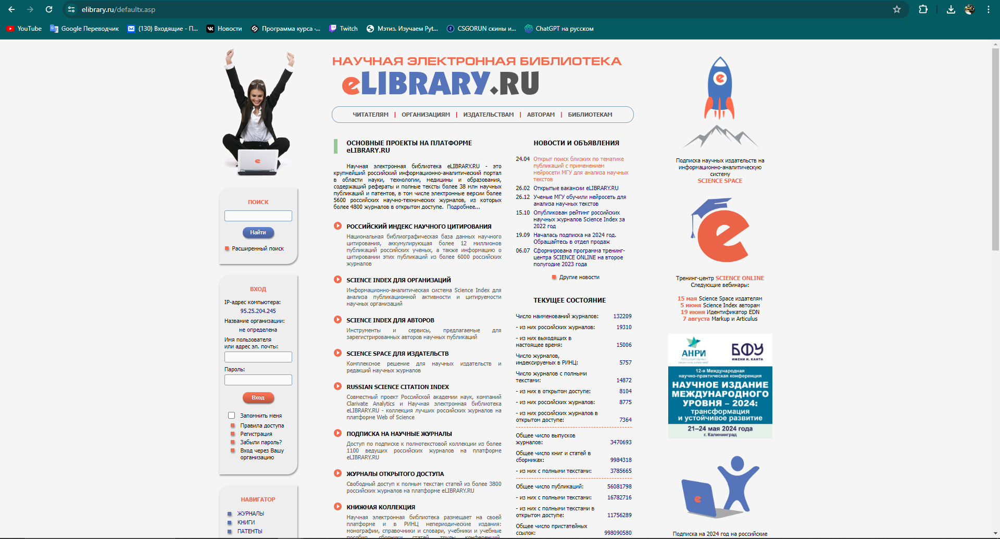 elibrary.ru/defaultx.asp
YouTube
Google Переводчик
(130) Входящие - П...
Новости
Программа курса -...
Twitch
Мэтиз. Изучаем Pyt...
CSGORUN скины и...
ChatGPT на русском
НАУЧНАЯ ЭЛЕКТРОННАЯ БИБЛИОТЕКА
eLIBRARY.RU
ЧИТАТЕЛЯМ | ОРГАНИЗАЦИЯМ | ИЗДАТЕЛЬСТВАМ | АВТОРАМ | БИБЛИОТЕКАМ
ПОИСК
Найти
Расширенный поиск
ВХОД
IP-адрес компьютера:
95.25.204.245
Название организации:
не определена
Имя пользователя
или адрес эл. почты:
Пароль:
Вход
Запомнить меня
Правила доступа
Регистрация
Забыли пароль?
Вход через Вашу
организацию
НАВИГАТОР
ЖУРНАЛЫ
КНИГИ
ПАТЕНТЫ
ОСНОВНЫЕ ПРОЕКТЫ НА ПЛАТФОРМЕ
eLIBRARY.RU
Научная электронная библиотека eLIBRARY.RU - это
крупнейший российский информационно-аналитический портал
в области науки, технологии, медицины и образования,
содержащий рефераты и полные тексты более 38 млн научных
публикаций и патентов, в том числе электронные версии более
5600 российских научно-технических журналов, из которых
более 4800 журналов в открытом доступе. Подробнее...
РОССИЙСКИЙ ИНДЕКС НАУЧНОГО ЦИТИРОВАНИЯ
Национальная библиографическая база данных научного
цитирования, аккумулирующая более 12 миллионов
публикаций российских ученых, а также информацию о
цитировании этих публикаций из более 6000 российских
журналов
SCIENCE INDEX ДЛЯ ОРГАНИЗАЦИЙ
Информационно-аналитическая система Science Index для
анализа публикационной активности и цитируемости
научных организаций
SCIENCE INDEX ДЛЯ АВТОРОВ
Инструменты и сервисы, предлагаемые для
зарегистрированных авторов научных публикаций
SCIENCE SPACE ДЛЯ ИЗДАТЕЛЬСТВ
Комплексное решение для научных издательств и
редакций научных журналов
RUSSIAN SCIENCE CITATION INDEX
Совместный проект Российской академии наук, компаний
Clarivate Analytics и Научная электронная библиотека
eLIBRARY.RU - коллекция лучших российских журналов на
платформе Web of Science
ПОДПИСКА НА НАУЧНЫЕ ЖУРНАЛЫ
Доступ по подписке к полнотекстовой коллекции из более
1100 ведущих российских журналов на платформе
eLIBRARY.RU
ЖУРНАЛЫ ОТКРЫТОГО ДОСТУПА
Свободный доступ к полным текстам статей из более 3800
российских журналов на платформе eLIBRARY.RU
КНИЖНАЯ КОЛЛЕКЦИЯ
Научная электронная библиотека размещает на своей
платформе и в РИНЦ непериодические издания:
монографии, справочники и словари, учебники и учебные
пособия, сборники статей, труды конференций,
НОВОСТИ И ОБЪЯВЛЕНИЯ
24.04 Открыт поиск близких по тематике
публикаций с применением
нейросети МГУ для анализа научных
текстов
26.02 Открытые вакансии eLIBRARY.RU
26.12 Ученые МГУ обучили нейросеть для
анализа научных текстов
15.10 Опубликован рейтинг российских
научных журналов Science Index за
2022 год
19.09 Началась подписка на 2024 год.
Обращайтесь в отдел продаж
06.07 Сформирована программа тренинг-
центра SCIENCE ONLINE на второе
полугодие 2023 года
Другие новости
ТЕКУЩЕЕ СОСТОЯНИЕ
Число наименований журналов: 132209
- из них российских журналов: 19310
- из них выходящих в
настоящее время: 15006
Число журналов,
индексируемых в РИНЦ: 5757
Число журналов с полными
текстами: 14872
- из них в открытом доступе: 8104
- из них российских журналов: 8775
- из них российских журналов в
открытом доступе: 7364
Общее число выпусков
журналов: 3470693
Общее число книг и статей в
сборниках: 9984318
- из них с полными текстами: 3785665
Общее число публикаций: 56081798
- из них с полными текстами: 16782716
- из них с полными текстами в
открытом доступе: 11756289
Общее число пристатейных
ссылок: 998090580
Подписка научных издательств на
информационно-аналитическую
систему
SCIENCE SPACE
Тренинг-центр SCIENCE ONLINE
Следующие вебинары:
15 мая Science Space издателям
5 июня Science Index авторам
19 июня Идентификатор EDN
7 августа Markup и Articulus
АНРИ
БФУ
ИМЕНИ И. КАНТА
12-я Международная
научно-практическая конференция
НАУЧНОЕ ИЗДАНИЕ
МЕЖДУНАРОДНОГО
УРОВНЯ – 2024:
трансформация
и устойчивое развитие
21–24 мая 2024 года
г. Калининград
Подписка на 2024 год на российские